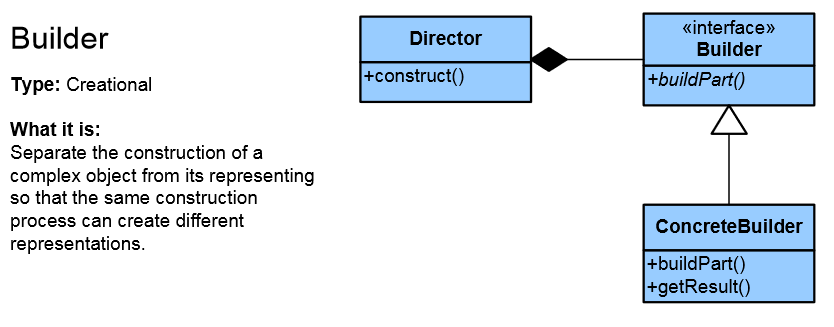 Builder
Type: Creational
What it is:
Separate the construction of a
complex object from its representing
so that the same construction
process can create different
representations.
Director
+construct()
«interface»
Builder
+buildPart()
ConcreteBuilder
+buildPart()
+getResult()